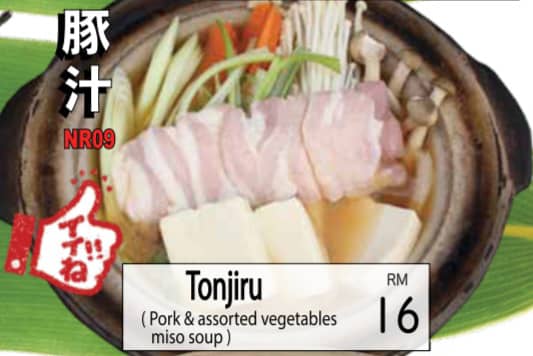 豚汁
NR09
イイね!!
Tonjiru
( Pork & assorted vegetables
miso soup )
RM
16